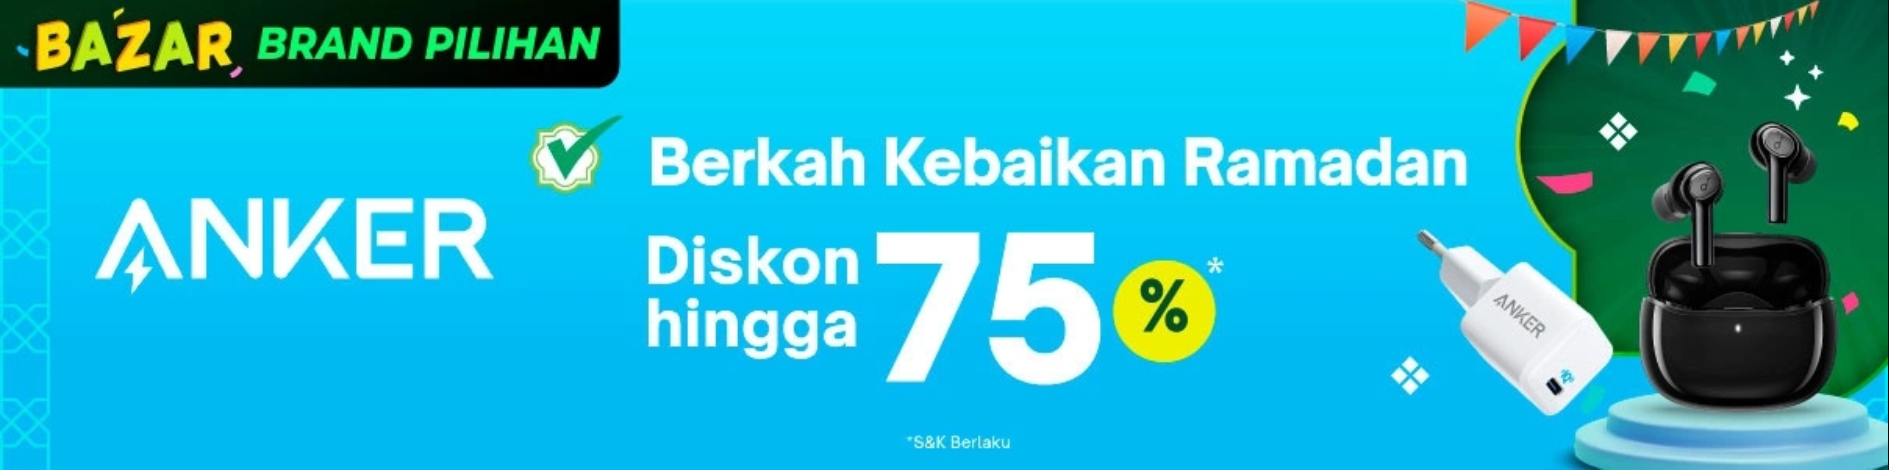 BAZAR BRAND PILIHAN
ANKER
Berkah Kebaikan Ramadan
Diskon
hingga
75%*
ANKER
*S&K Berlaku